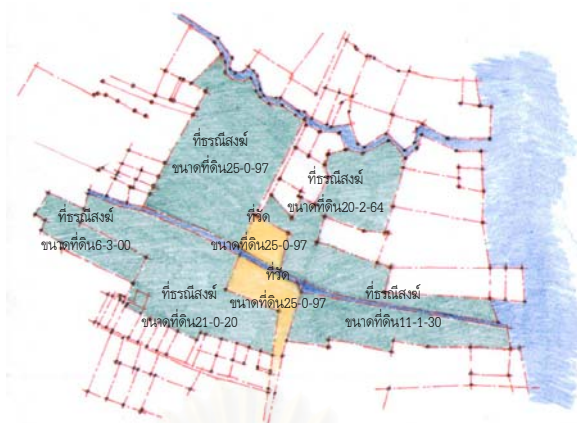 ที่ธรณีสงฆ์
ขนาดที่ดิน25-0-97
ที่ธรณีสงฆ์
ขนาดที่ดิน20-2-64
ที่ธรณีสงฆ์
ขนาดที่ดิน6-3-00
ที่วัด
ขนาดที่ดิน25-0-97
ที่วัด
ขนาดที่ดิน25-0-97
ที่ธรณีสงฆ์
ขนาดที่ดิน21-0-20
ที่ธรณีสงฆ์
ขนาดที่ดิน11-1-30